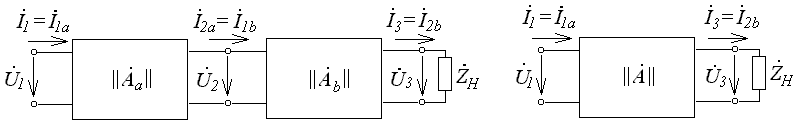 İ1=İ1a İ2a=İ1b İ3=İ2b İ1=İ1a İ3=İ2b
U̇1 ||Ȧa|| U̇2 ||Ȧb|| U̇3 ŻH U̇1 ||Ȧ|| U̇3 ŻH